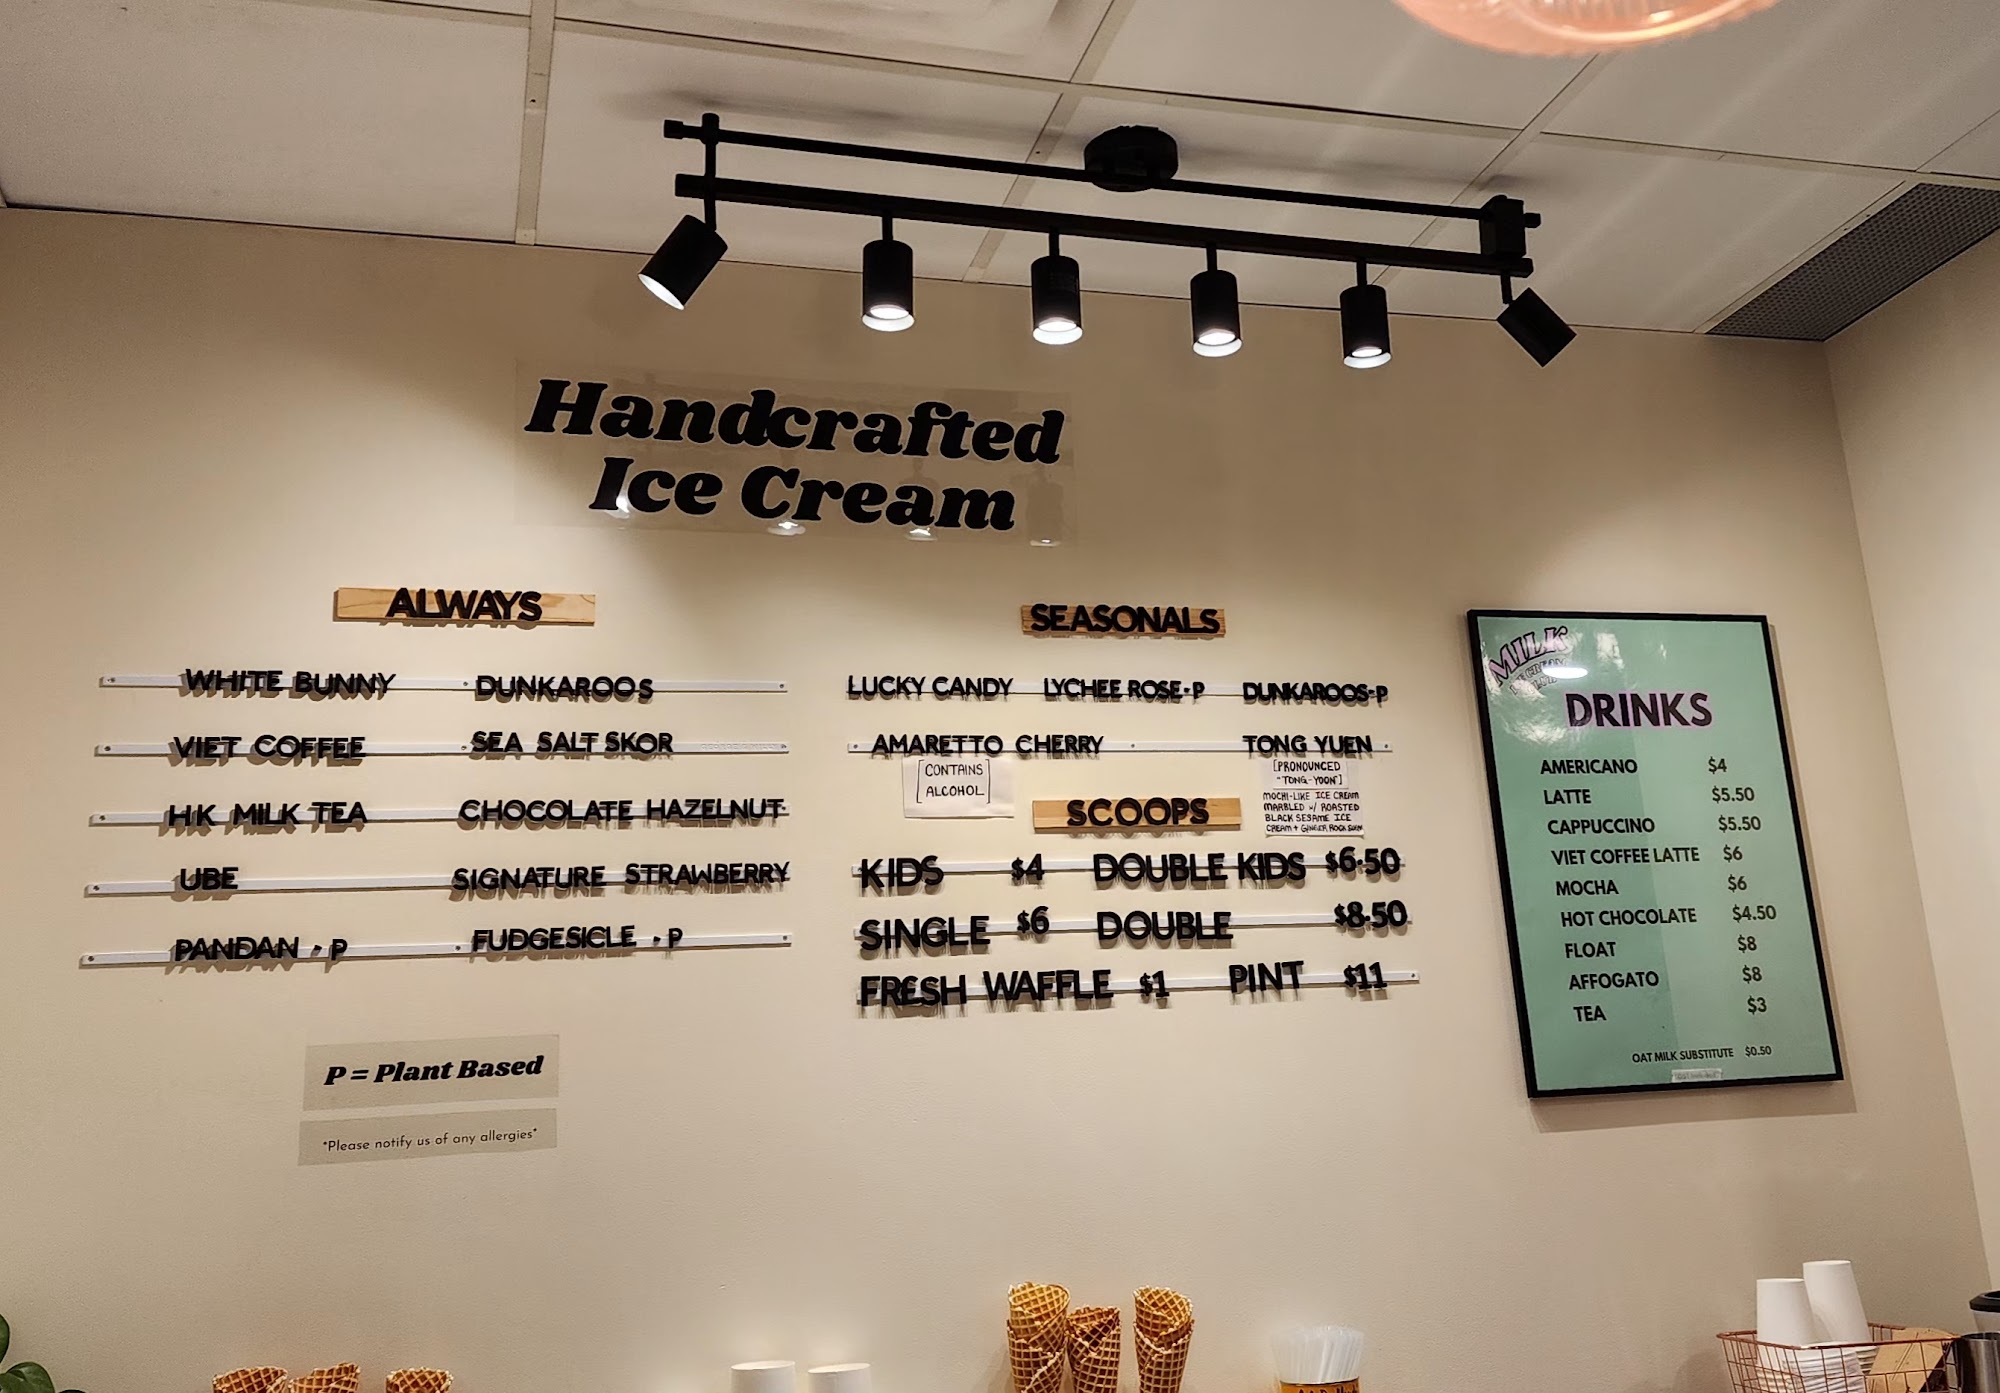 Handcrafted
Ice Cream
ALWAYS
WHITE BUNNY DUNKAROOS
VIET COFFEE SEA SALT SKOR
HK MILK TEA CHOCOLATE HAZELNUT
UBE SIGNATURE STRAWBERRY
PANDAN · P FUDGESICLE · P
P = Plant Based
*Please notify us of any allergies*
SEASONALS
LUCKY CANDY LYCHEE ROSE·P DUNKAROOS·P
AMARETTO CHERRY TONG YUEN
[CONTAINS
ALCOHOL]
[PRONOUNCED
"TONG-YOON"]
MOCHI-LIKE ICE CREAM
MARBLED W/ ROASTED
BLACK SESAME ICE
CREAM + GINGER
SCOOPS
KIDS $4 DOUBLE KIDS $6.50
SINGLE $6 DOUBLE $8.50
FRESH WAFFLE $1 PINT $11
MILK
DRINKS
AMERICANO $4
LATTE $5.50
CAPPUCCINO $5.50
VIET COFFEE LATTE $6
MOCHA $6
HOT CHOCOLATE $4.50
FLOAT $8
AFFOGATO $8
TEA $3
OAT MILK SUBSTITUTE $0.50